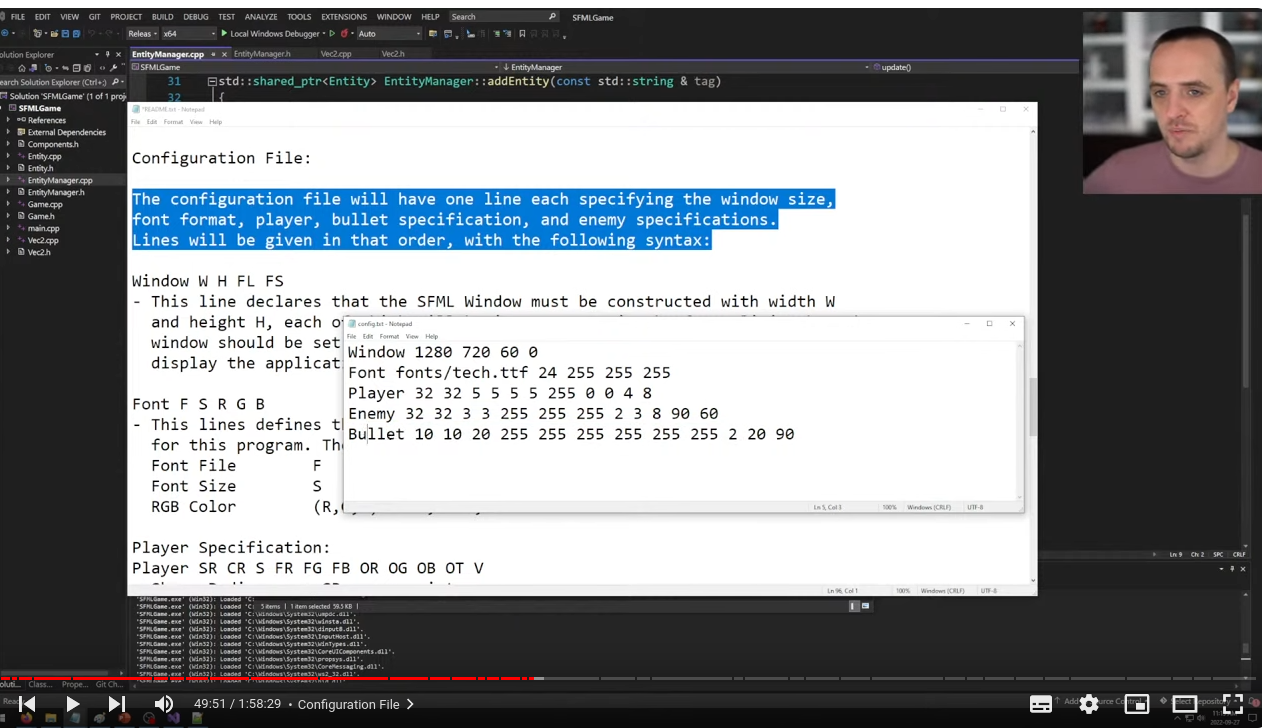 FILE EDIT VIEW GIT PROJECT BUILD DEBUG TEST ANALYZE TOOLS EXTENSIONS WINDOW HELP Search SFMLGame
Releas x64 Local Windows Debugger Auto
olution Explorer
EntityManager.cpp EntityManager.h Vec2.cpp Vec2.h
SFMLGame EntityManager update()
earch Solution Explorer (Ctrl+;)
Solution 'SFMLGame' (1 of 1 proj
SFMLGame
References
External Dependencies
Components.h
Entity.cpp
Entity.h
EntityManager.cpp
EntityManager.h
Game.cpp
Game.h
main.cpp
Vec2.cpp
Vec2.h
31 std::shared_ptr<Entity> EntityManager::addEntity(const std::string & tag)
32 {
*README.txt - Notepad
File Edit Format View Help
Configuration File:
The configuration file will have one line each specifying the window size,
font format, player, bullet specification, and enemy specifications.
Lines will be given in that order, with the following syntax:
Window W H FL FS
- This line declares that the SFML Window must be constructed with width W
and height H, each of
window should be set
display the applicat
Font F S R G B
- This lines defines t
for this program. Th
Font File F
Font Size S
RGB Color (R,
Player Specification:
Player SR CR S FR FG FB OR OG OB OT V
Ln 96, Col 1 100% Windows (CRLF) UTF-8
config.txt - Notepad
File Edit Format View Help
Window 1280 720 60 0
Font fonts/tech.ttf 24 255 255 255
Player 32 32 5 5 5 5 255 0 0 4 8
Enemy 32 32 3 3 255 255 255 2 3 8 90 60
Bullet 10 10 20 255 255 255 255 255 255 2 20 90
Ln 5, Col 3 100% Windows (CRLF) UTF-8
Ln: 9 Ch: 2 SPC CRLF
'SFMLGame.exe' (Win32): Loaded 'C:
5 items 1 item selected 59.5 KB
'SFMLGame.exe' (Win32): Loaded 'C:\Windows\System32\umpdc.dll'.
'SFMLGame.exe' (Win32): Loaded 'C:\Windows\System32\winsta.dll'.
'SFMLGame.exe' (Win32): Loaded 'C:\Windows\System32\dinput8.dll'.
'SFMLGame.exe' (Win32): Loaded 'C:\Windows\System32\InputHost.dll'.
'SFMLGame.exe' (Win32): Loaded 'C:\Windows\System32\WinTypes.dll'.
'SFMLGame.exe' (Win32): Loaded 'C:\Windows\System32\CoreUIComponents.dll'.
'SFMLGame.exe' (Win32): Loaded 'C:\Windows\System32\propsys.dll'.
'SFMLGame.exe' (Win32): Loaded 'C:\Windows\System32\CoreMessaging.dll'.
'SFMLGame.exe' (Win32): Loaded 'C:\Windows\System32\ws2_32.dll'.
Soluti... Class... Prope... Git Ch...
49:51 / 1:58:29 • Configuration File
Add Source Control Select Repository
2022-09-27